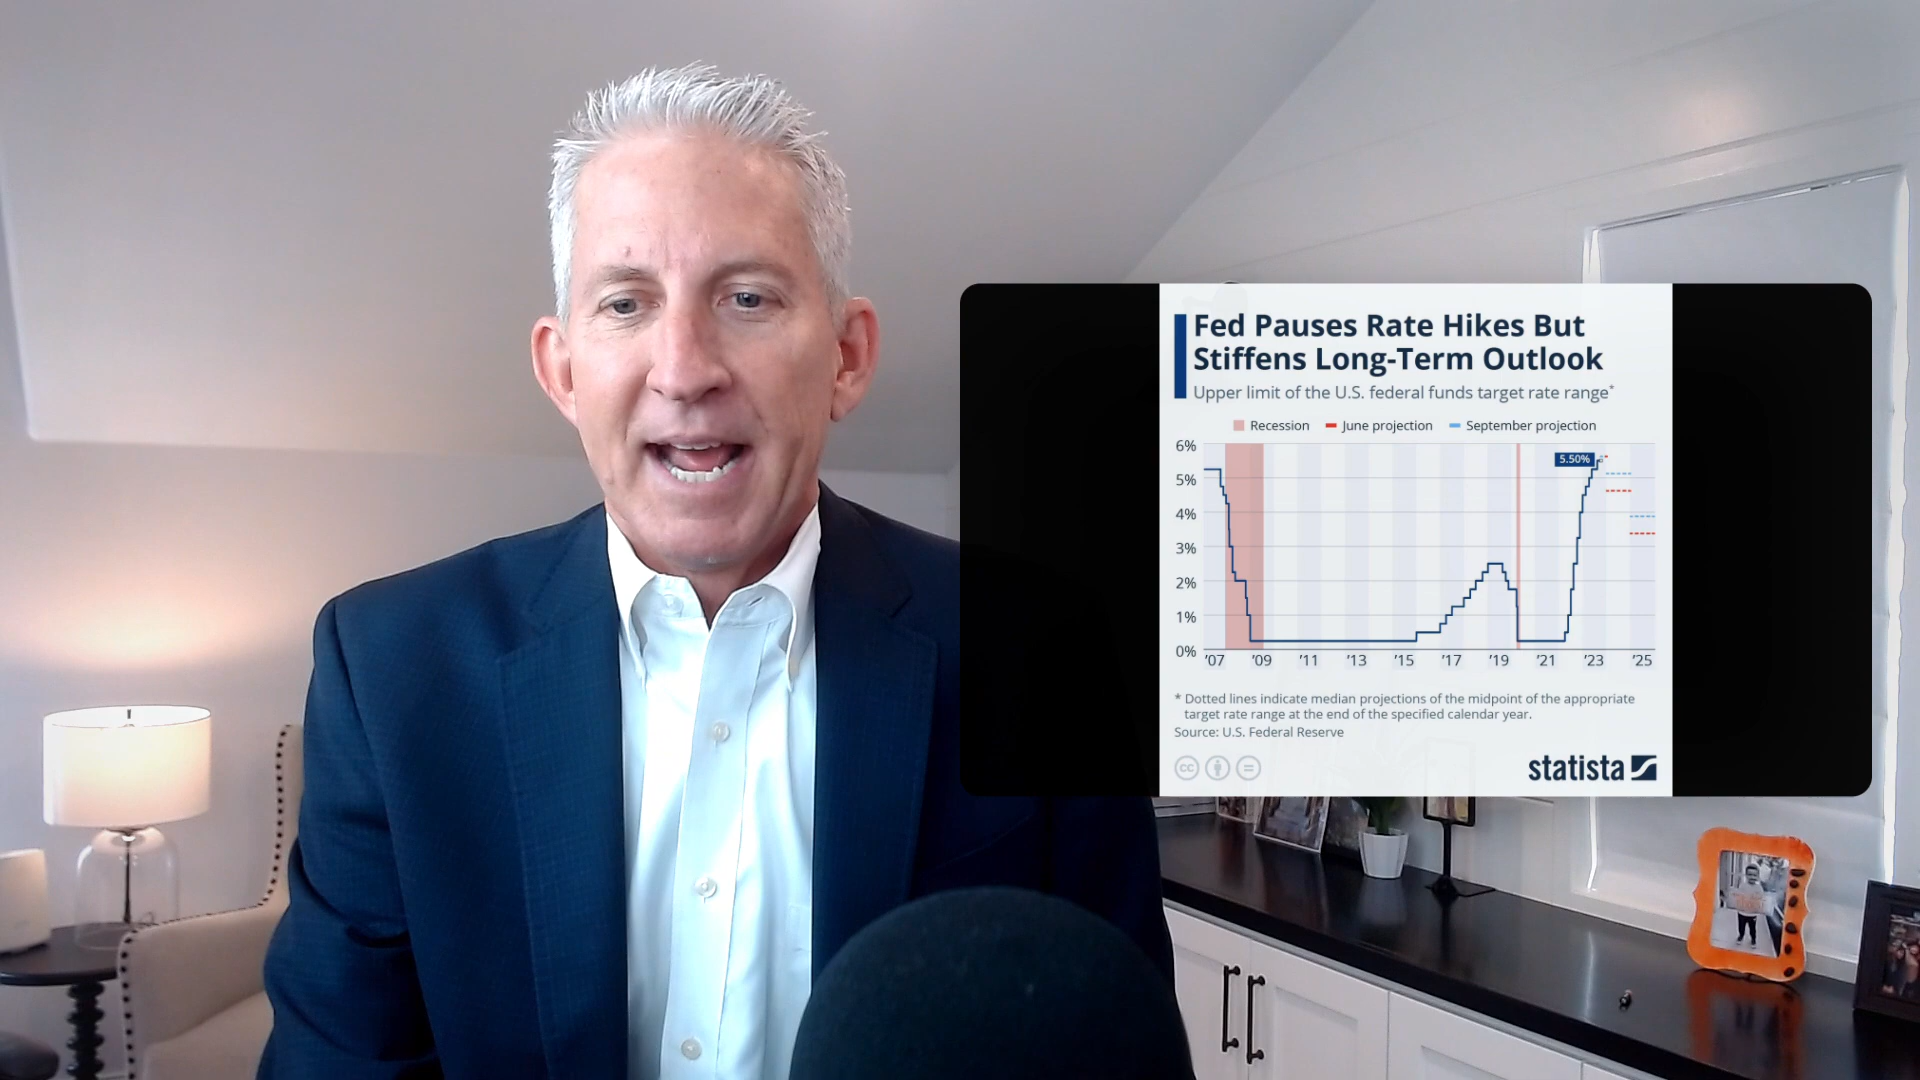 Fed Pauses Rate Hikes But
Stiffens Long-Term Outlook
Upper limit of the U.S. federal funds target rate range*
Recession June projection September projection
6%
5.50%
5%
4%
3%
2%
1%
0%
'07 '09 '11 '13 '15 '17 '19 '21 '23 '25
* Dotted lines indicate median projections of the midpoint of the appropriate
target rate range at the end of the specified calendar year.
Source: U.S. Federal Reserve
cc
statista